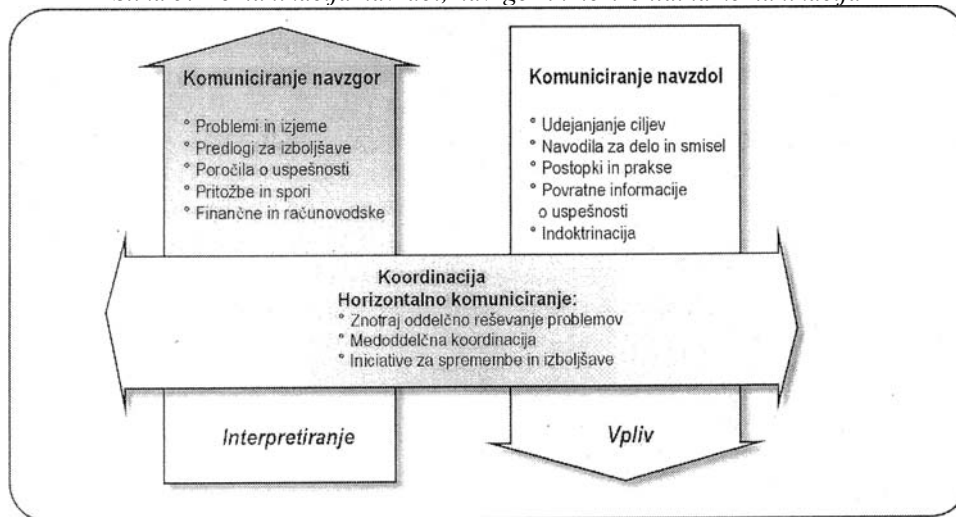 Komuniciranje navzgor
° Problemi in izjeme
° Predlogi za izboljšave
° Poročila o uspešnosti
° Pritožbe in spori
° Finančne in računovodske
Komuniciranje navzdol
° Udejanjanje ciljev
° Navodila za delo in smisel
° Postopki in prakse
° Povratne informacije
o uspešnosti
° Indoktrinacija
Koordinacija
Horizontalno komuniciranje:
° Znotraj oddelčno reševanje problemov
° Medoddelčna koordinacija
° Iniciative za spremembe in izboljšave
Interpretiranje
Vpliv